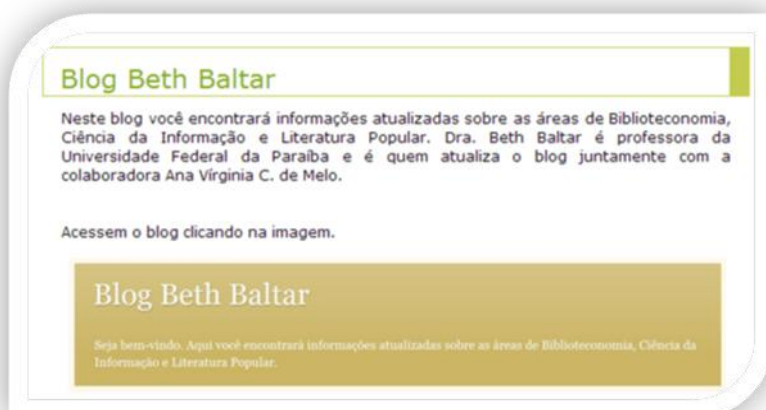 Blog Beth Baltar
Neste blog você encontrará informações atualizadas sobre as áreas de Biblioteconomia,
Ciência da Informação e Literatura Popular. Dra. Beth Baltar é professora da
Universidade Federal da Paraíba e é quem atualiza o blog juntamente com a
colaboradora Ana Vírginia C. de Melo.
Acessem o blog clicando na imagem.
Blog Beth Baltar
Seja bem-vindo. Aqui você encontrará informações atualizadas sobre as áreas de Biblioteconomia, Ciência da
Informação e Literatura Popular.